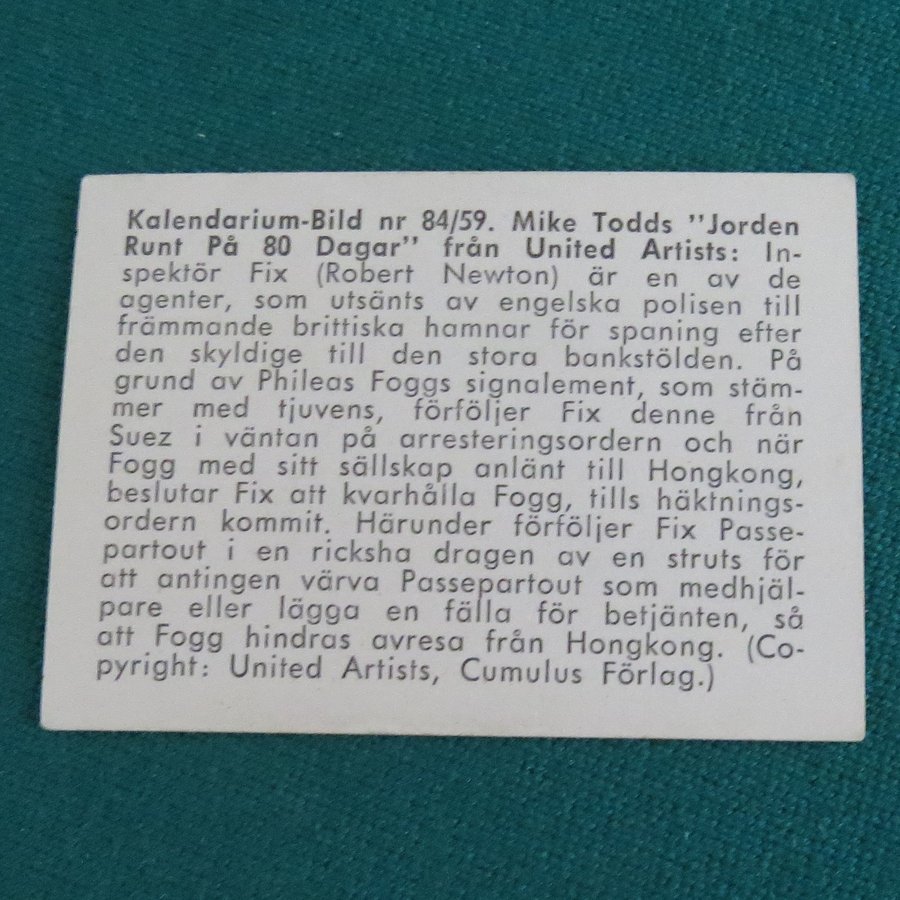 Kalendarium-Bild nr 84/59. Mike Todds "Jorden
Runt På 80 Dagar" från United Artists: In-
spektör Fix (Robert Newton) är en av de
agenter, som utsänts av engelska polisen till
främmande brittiska hamnar för spaning efter
den skyldige till den stora bankstölden. På
grund av Phileas Foggs signalement, som stäm-
mer med tjuvens, förföljer Fix denne från
Suez i väntan på arresteringsordern och när
Fogg med sitt sällskap anlänt till Hongkong,
beslutar Fix att kvarhålla Fogg, tills häktnings-
ordern kommit. Härunder förföljer Fix Passe-
partout i en ricksha dragen av en struts för
att antingen värva Passepartout som medhjäl-
pare eller lägga en fälla för betjänten, så
att Fogg hindras avresa från Hongkong. (Co-
pyright: United Artists, Cumulus Förlag.)